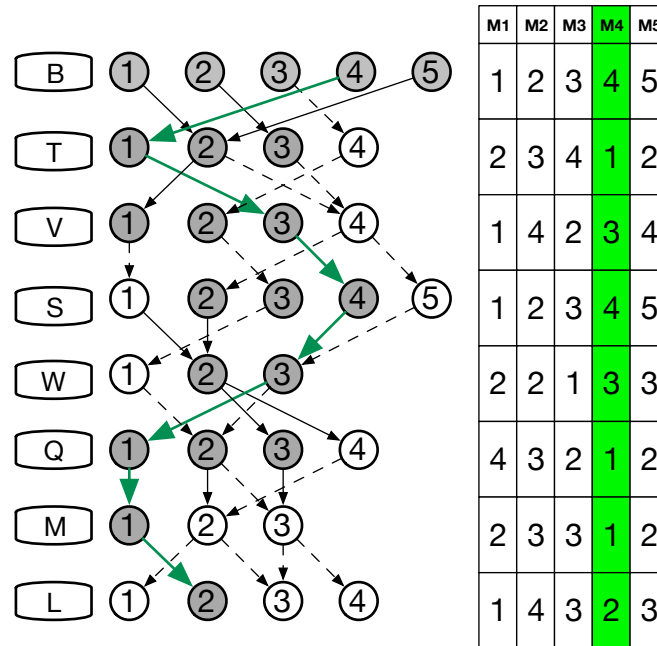 M1 M2 M3 M4 M5
B 1 2 3 4 5 1 2 3 4 5
T 1 2 3 4 2 3 4 1 2
V 1 2 3 4 1 4 2 3 4
S 1 2 3 4 5 1 2 3 4 5
W 1 2 3 2 2 1 3 3
Q 1 2 3 4 4 3 2 1 2
M 1 2 3 2 3 3 1 2
L 1 2 3 4 1 4 3 2 3